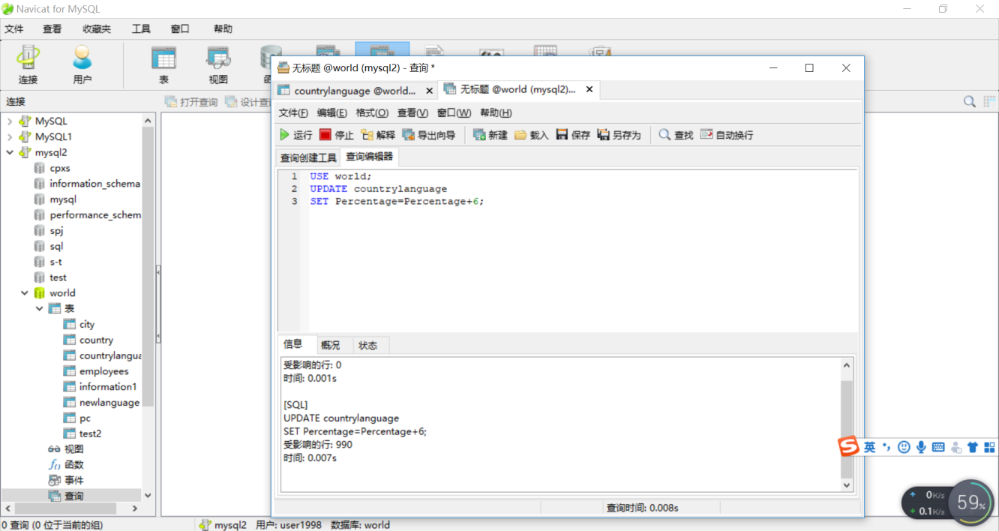 Navicat for MySQL
文件 查看 收藏夹 工具 窗口 帮助
连接 用户 表 视图
连接 打开查询
MySQL
MySQL1
mysql2
cpxs
information_schema
mysql
performance_schem
spj
sql
s-t
test
world
表
city
country
countrylangua
employees
information1
newlanguage
pc
test2
视图
函数
事件
查询
无标题 @world (mysql2) - 查询 *
countrylanguage @world...
无标题 @world (mysql2)...
文件(F) 编辑(E) 格式(O) 查看(V) 窗口(W) 帮助(H)
运行 停止 解释 导出向导 新建 载入 保存 另存为 查找 自动换行
查询创建工具 查询编辑器
1 USE world;
2 UPDATE countrylanguage
3 SET Percentage=Percentage+6;
信息 概况 状态
受影响的行: 0
时间: 0.001s
[SQL]
UPDATE countrylanguage
SET Percentage=Percentage+6;
受影响的行: 990
时间: 0.007s
查询时间: 0.008s
S 英
0K/s
0.1K/s
59%
0 查询 (0 位于当前的组) mysql2 用户: user1998 数据库: world